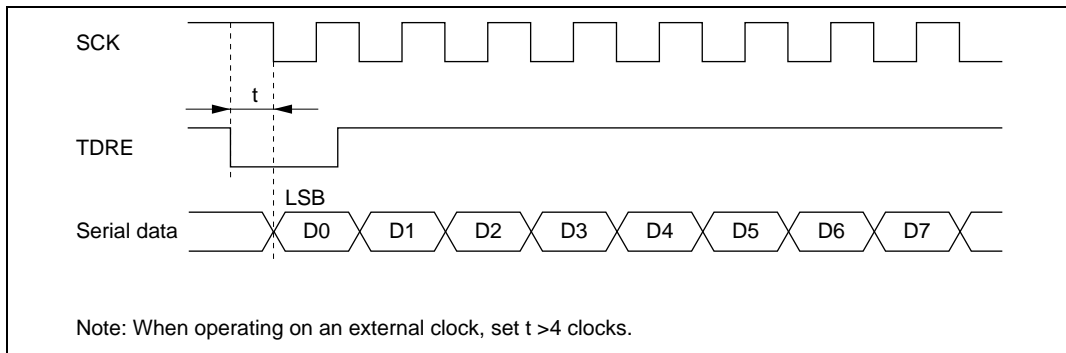 SCK
t
TDRE
LSB
Serial data D0 D1 D2 D3 D4 D5 D6 D7
Note: When operating on an external clock, set t >4 clocks.